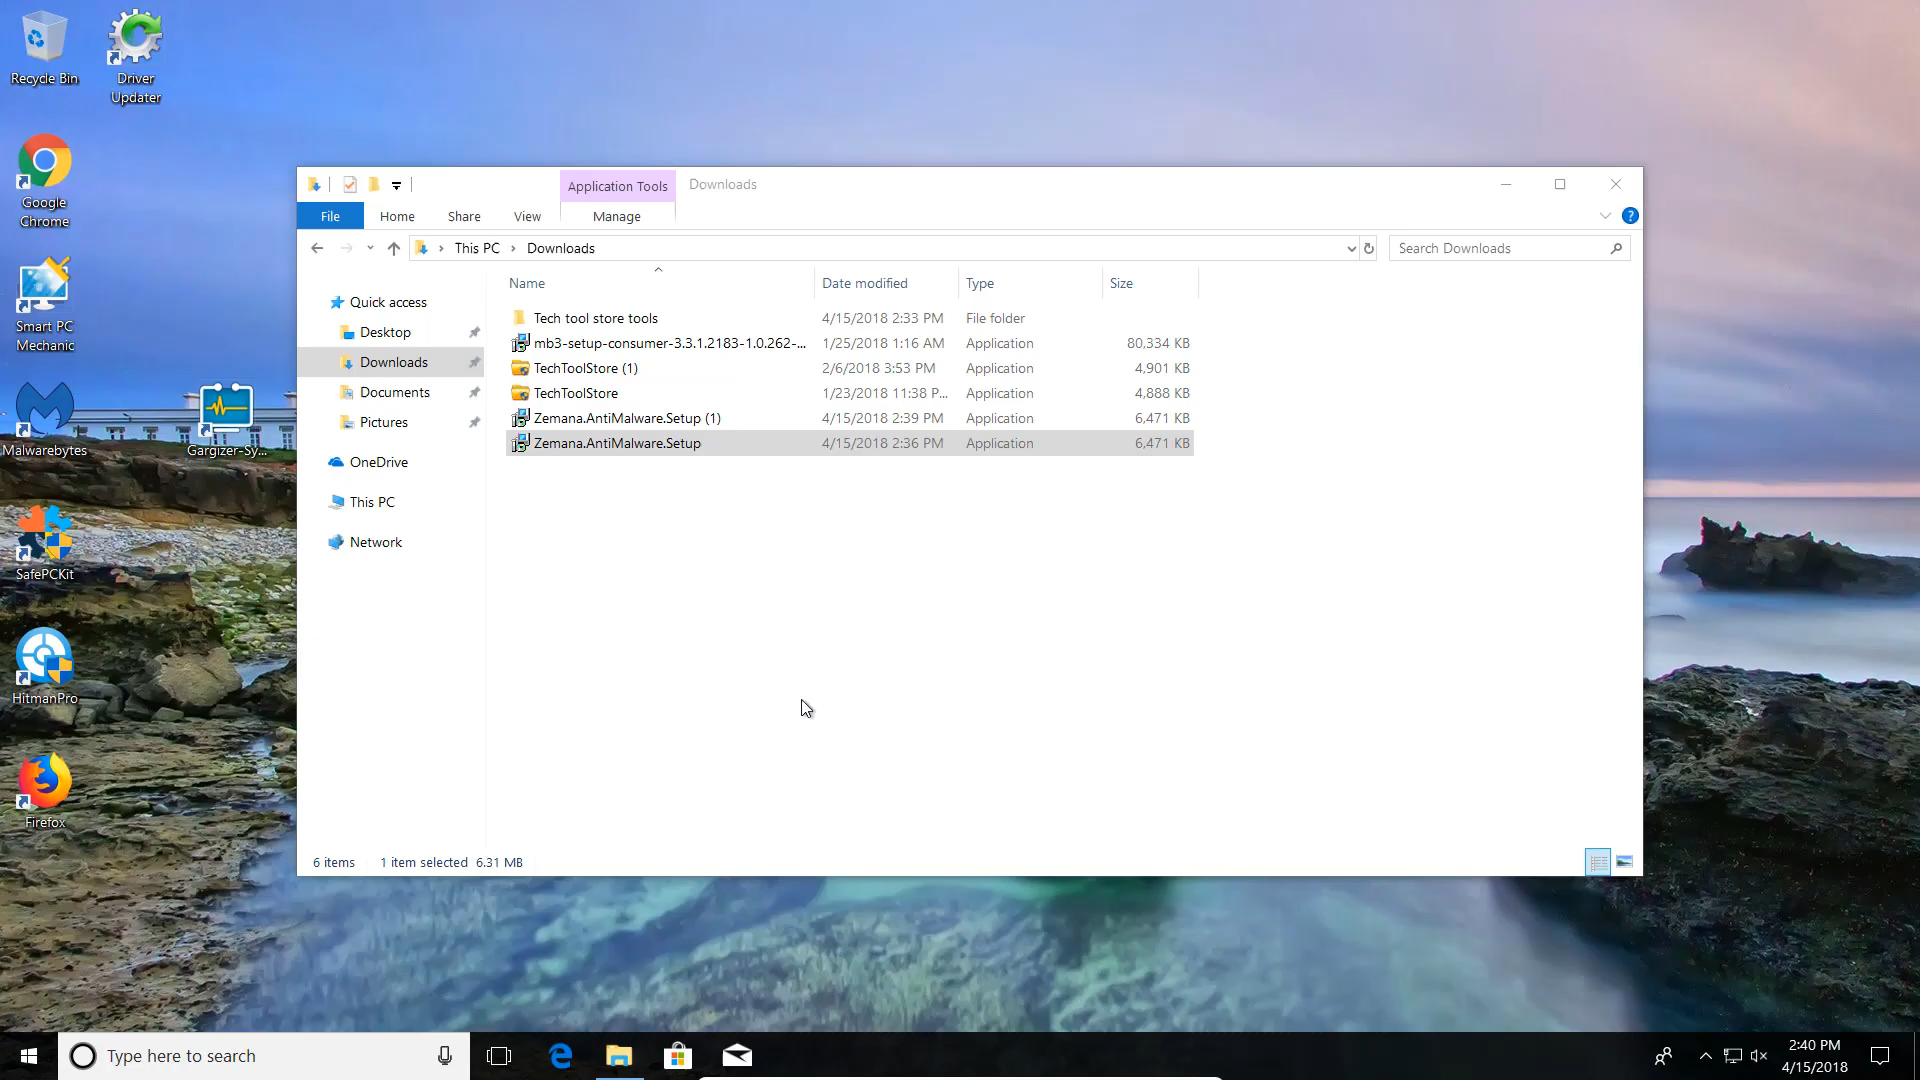 Recycle Bin
Driver
Updater
Google
Chrome
Smart PC
Mechanic
Malwarebytes
Gargizer-Sy...
SafePCKit
HitmanPro
Firefox
Application Tools
Downloads
File
Home
Share
View
Manage
This PC
Downloads
Search Downloads
Name
Date modified
Type
Size
Quick access
Desktop
Downloads
Documents
Pictures
OneDrive
This PC
Network
Tech tool store tools 4/15/2018 2:33 PM File folder
mb3-setup-consumer-3.3.1.2183-1.0.262-... 1/25/2018 1:16 AM Application 80,334 KB
TechToolStore (1) 2/6/2018 3:53 PM Application 4,901 KB
TechToolStore 1/23/2018 11:38 P... Application 4,888 KB
Zemana.AntiMalware.Setup (1) 4/15/2018 2:39 PM Application 6,471 KB
Zemana.AntiMalware.Setup 4/15/2018 2:36 PM Application 6,471 KB
6 items 1 item selected 6.31 MB
Type here to search
2:40 PM
4/15/2018